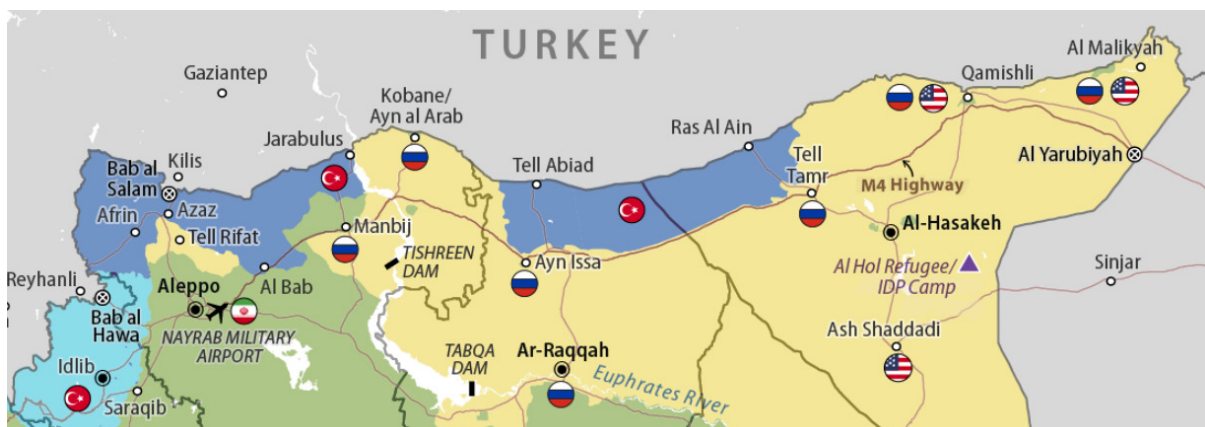 TURKEY
Al Malikyah
Gaziantep
Qamishli
Kobane/
Ayn al Arab
Jarabulus
Ras Al Ain
Bab al
Salam
Kilis
Tell Abiad
Tell
Tamr
Al Yarubiyah
M4 Highway
Afrin
Azaz
Tell Rifat
Manbij
Al-Hasakeh
TISHREEN
DAM
Ayn Issa
Al Hol Refugee/
IDP Camp
Sinjar
Reyhanli
Aleppo
Al Bab
Bab al
Hawa
NAYRAB MILITARY
AIRPORT
Ash Shaddadi
TABQA
DAM
Ar-Raqqah
Euphrates River
Idlib
Saraqib